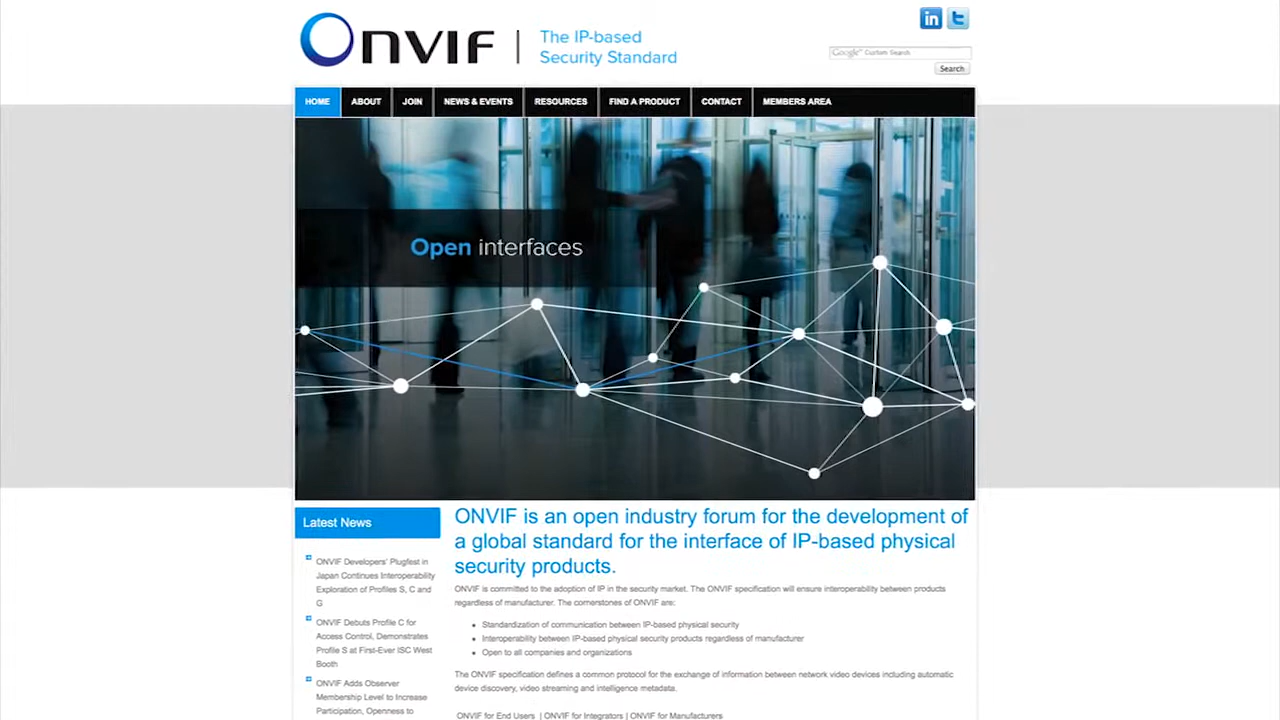 ONVIF | The IP-based
Security Standard
in
t
Google Custom Search
Search
HOME ABOUT JOIN NEWS & EVENTS RESOURCES FIND A PRODUCT CONTACT MEMBERS AREA
Open interfaces
Latest News
ONVIF Developers' Plugfest in
Japan Continues Interoperability
Exploration of Profiles S, C and
G
ONVIF Debuts Profile C for
Access Control, Demonstrates
Profile S at First-Ever ISC West
Booth
ONVIF Adds Observer
Membership Level to Increase
Participation, Openness to
ONVIF is an open industry forum for the development of
a global standard for the interface of IP-based physical
security products.
ONVIF is committed to the adoption of IP in the security market. The ONVIF specification will ensure interoperability between products
regardless of manufacturer. The cornerstones of ONVIF are:
• Standardization of communication between IP-based physical security
• Interoperability between IP-based physical security products regardless of manufacturer
• Open to all companies and organizations
The ONVIF specification defines a common protocol for the exchange of information between network video devices including automatic
device discovery, video streaming and intelligence metadata.
ONVIF for End Users | ONVIF for Integrators | ONVIF for Manufacturers